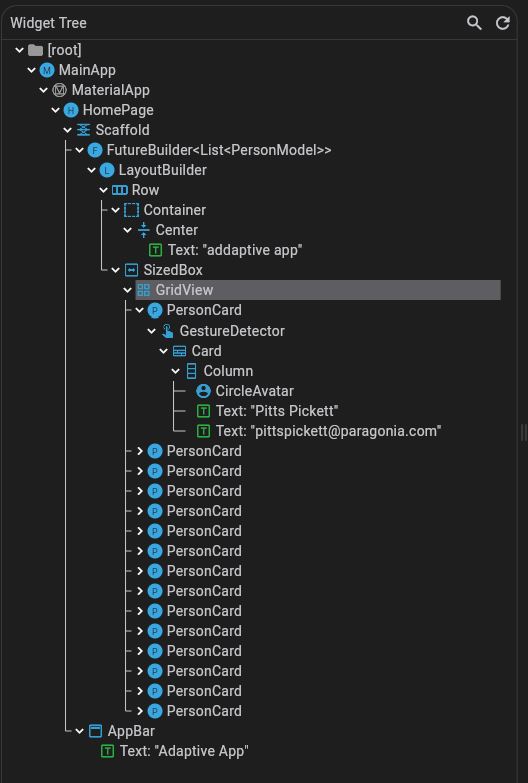 Widget Tree
[root]
MainApp
MaterialApp
HomePage
Scaffold
FutureBuilder<List<PersonModel>>
LayoutBuilder
Row
Container
Center
Text: "addaptive app"
SizedBox
GridView
PersonCard
GestureDetector
Card
Column
CircleAvatar
Text: "Pitts Pickett"
Text: "pittspickett@paragonia.com"
PersonCard
PersonCard
PersonCard
PersonCard
PersonCard
PersonCard
PersonCard
PersonCard
PersonCard
PersonCard
PersonCard
PersonCard
PersonCard
PersonCard
AppBar
Text: "Adaptive App"